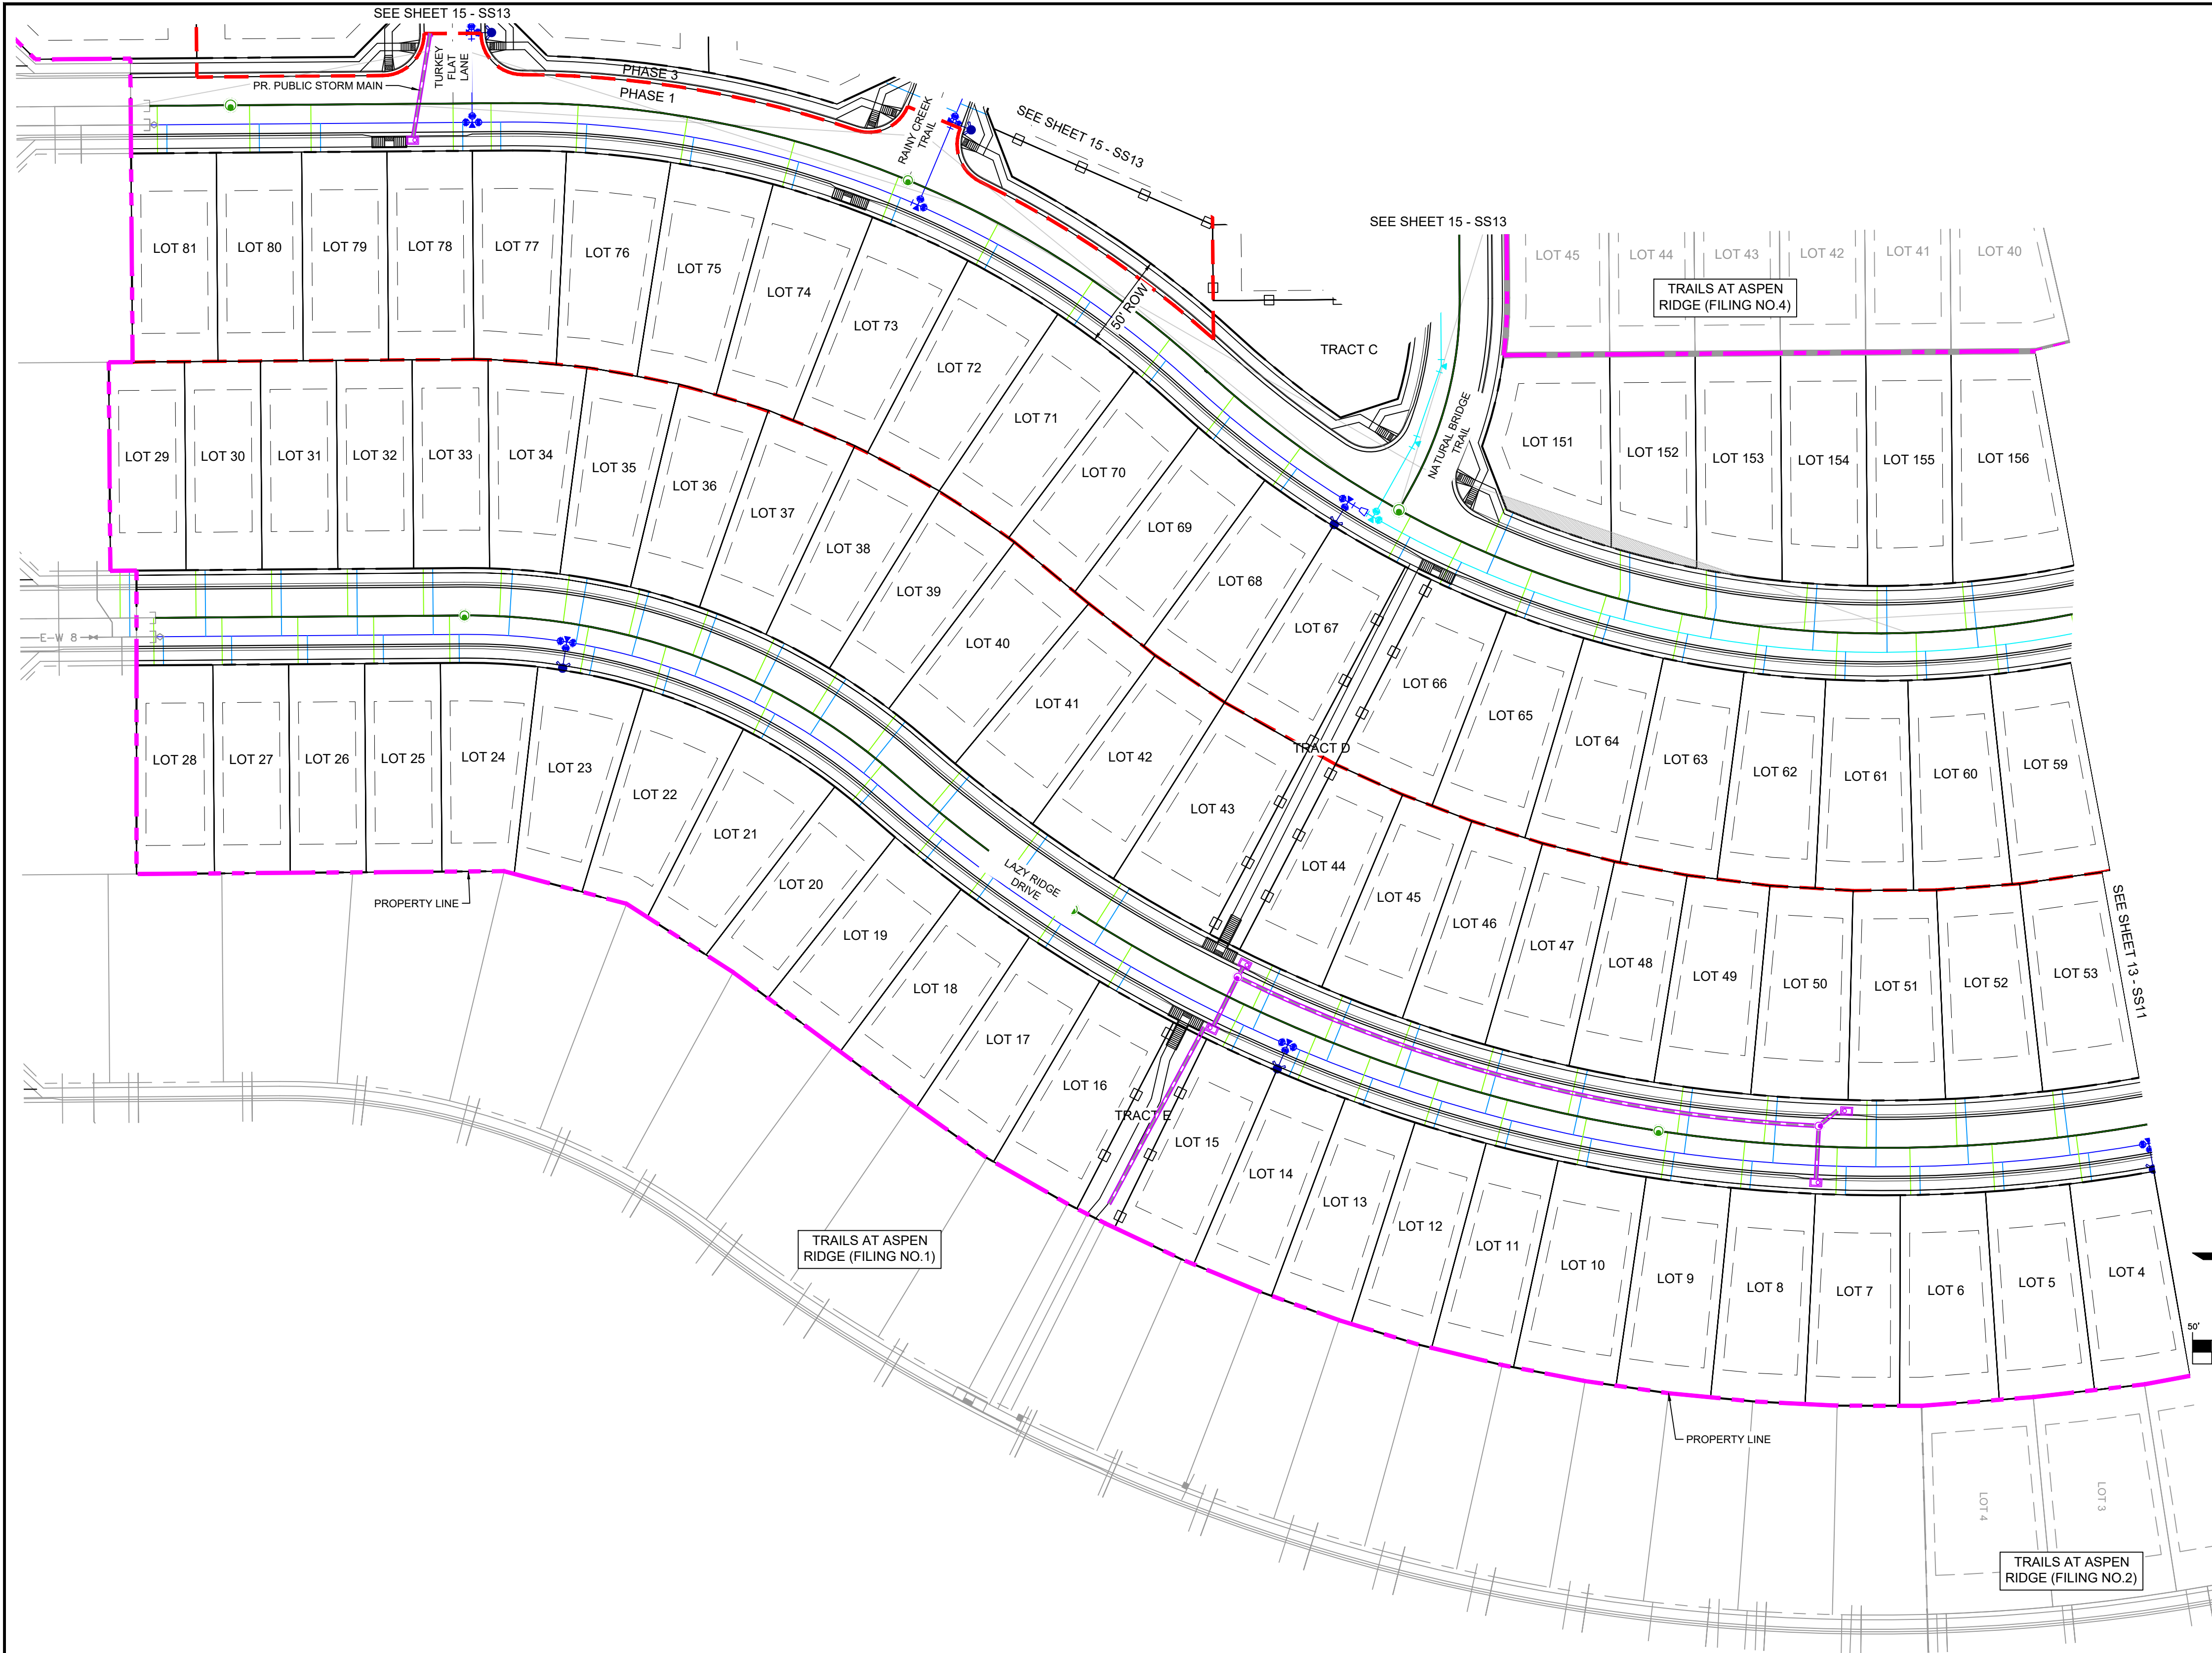 SEE SHEET 15 - SS13
TURKEY
FLAT
LANE
PR. PUBLIC STORM MAIN
PHASE 3
PHASE 1
RAINY CREEK
TRAIL
SEE SHEET 15 - SS13
SEE SHEET 15 - SS13
50' ROW
TRACT C
NATURAL BRIDGE
TRAIL
LOT 45
LOT 44
LOT 43
LOT 42
LOT 41
LOT 40
TRAILS AT ASPEN
RIDGE (FILING NO.4)
LOT 81
LOT 80
LOT 79
LOT 78
LOT 77
LOT 76
LOT 75
LOT 74
LOT 73
LOT 72
LOT 71
LOT 70
LOT 69
LOT 68
LOT 67
LOT 66
LOT 65
LOT 64
LOT 63
LOT 62
LOT 61
LOT 60
LOT 59
LOT 151
LOT 152
LOT 153
LOT 154
LOT 155
LOT 156
LOT 29
LOT 30
LOT 31
LOT 32
LOT 33
LOT 34
LOT 35
LOT 36
LOT 37
LOT 38
LOT 39
LOT 40
LOT 41
LOT 42
LOT 43
TRACT D
LOT 44
LOT 45
LOT 46
LOT 47
LOT 48
LOT 49
LOT 50
LOT 51
LOT 52
LOT 53
SEE SHEET 13 - SS11
E-W 8
LAZY RIDGE
DRIVE
LOT 28
LOT 27
LOT 26
LOT 25
LOT 24
LOT 23
LOT 22
LOT 21
LOT 20
LOT 19
LOT 18
LOT 17
LOT 16
TRACT E
LOT 15
LOT 14
LOT 13
LOT 12
LOT 11
LOT 10
LOT 9
LOT 8
LOT 7
LOT 6
LOT 5
LOT 4
PROPERTY LINE
TRAILS AT ASPEN
RIDGE (FILING NO.1)
50'
PROPERTY LINE
LOT 4
LOT 3
TRAILS AT ASPEN
RIDGE (FILING NO.2)